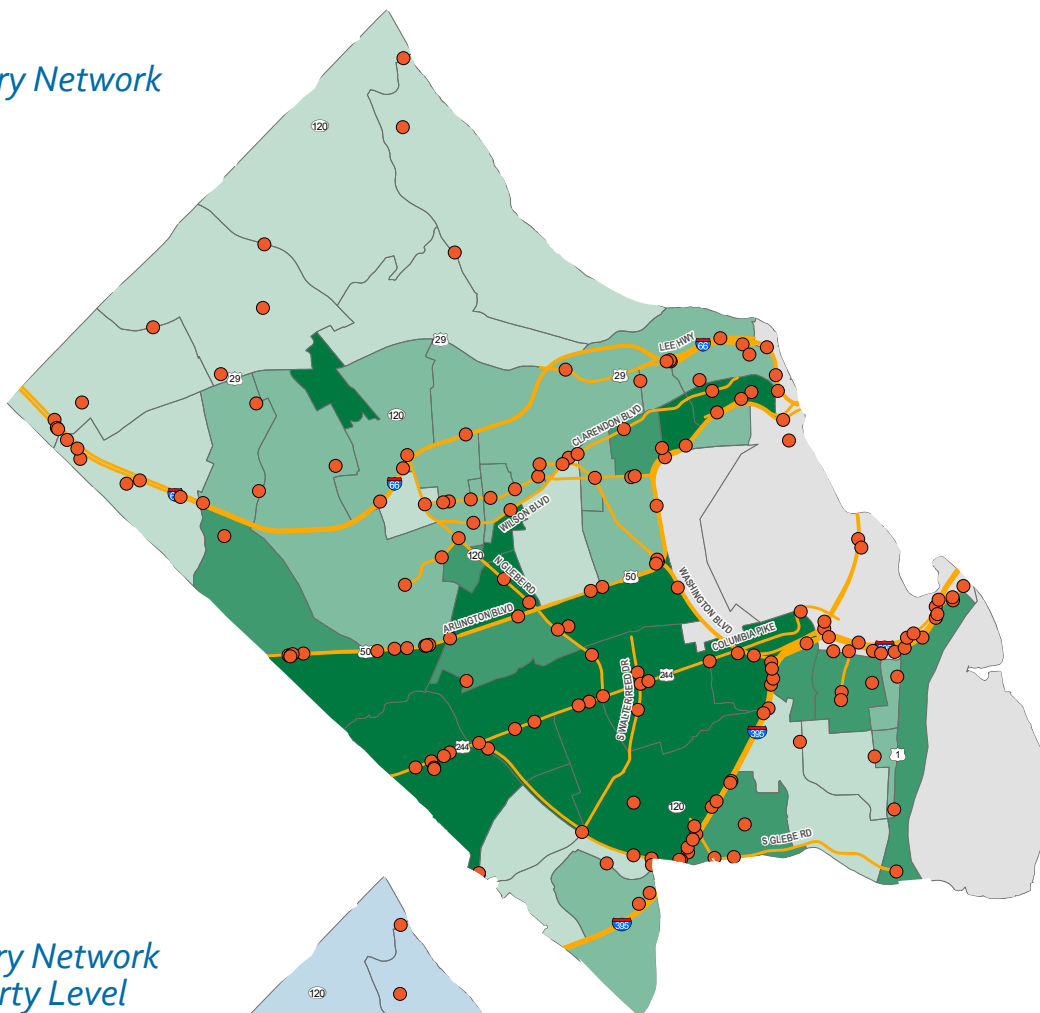 ry Network
120
29
LEE HWY
66
29
29
120
CLARENDON BLVD
66
WILSON BLVD
120
N GLEBE RD
50
WASHINGTON BLVD
ARLINGTON BLVD
COLUMBIA PIKE
50
244
S WALTER REED DR
395
244
1
120
S GLEBE RD
395
ry Network
rty Level
120